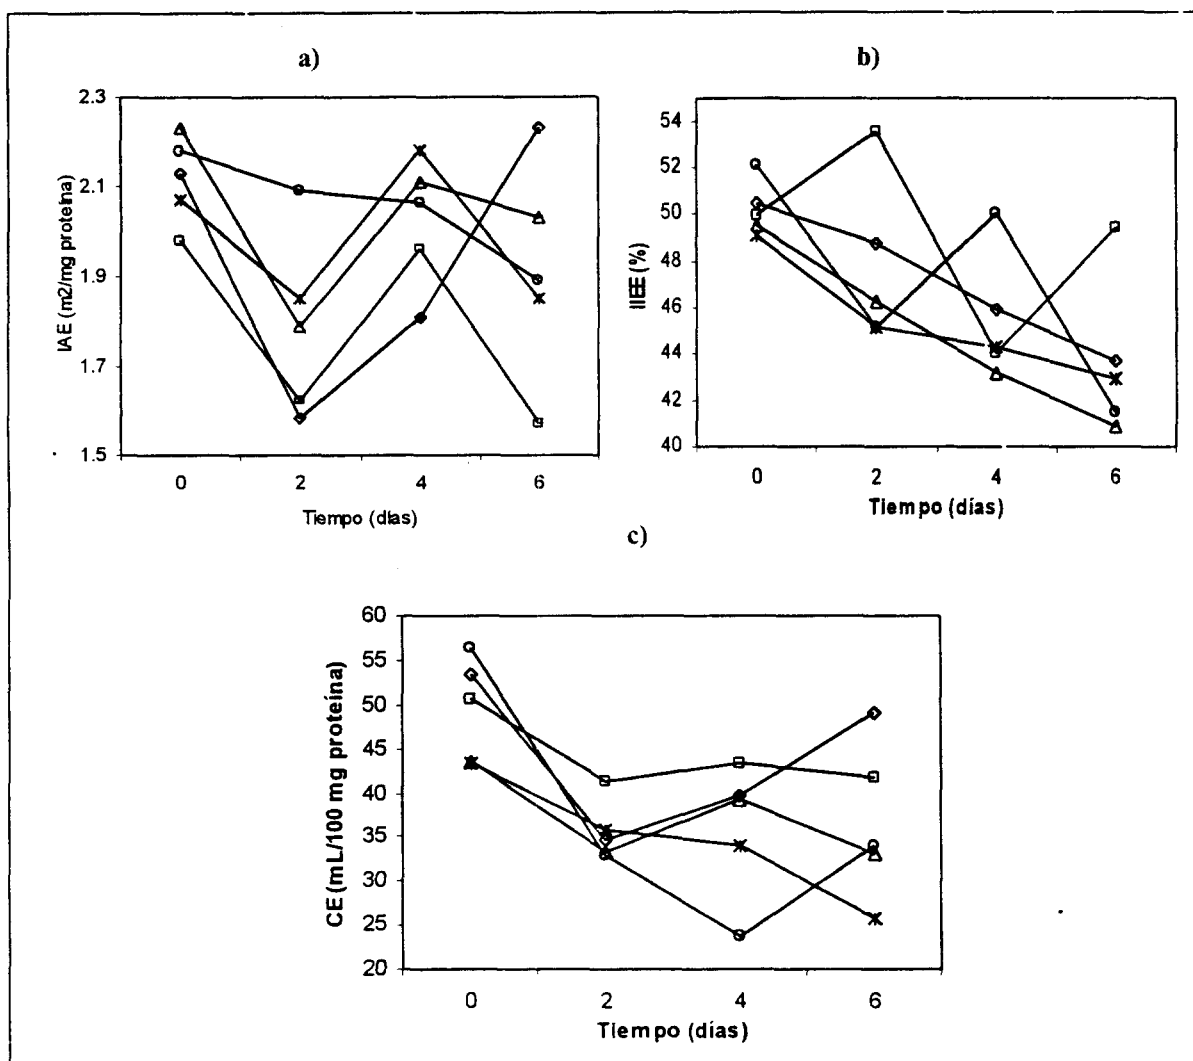 a)
2.3
2.1
1.9
1.7
1.5
IAE (m2/mg proteína)
0 2 4 6
Tiempo (días)
b)
54
52
50
48
46
44
42
40
IIEE (%)
0 2 4 6
Tiempo (días)
c)
60
55
50
45
40
35
30
25
20
CE (mL/100 mg proteína)
0 2 4 6
Tiempo (días)